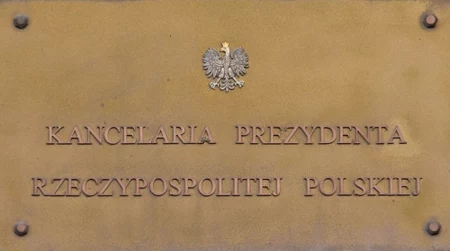 KANCELARIA PREZYDENTA
RZECZYPOSPOLITEJ POLSKIEJ